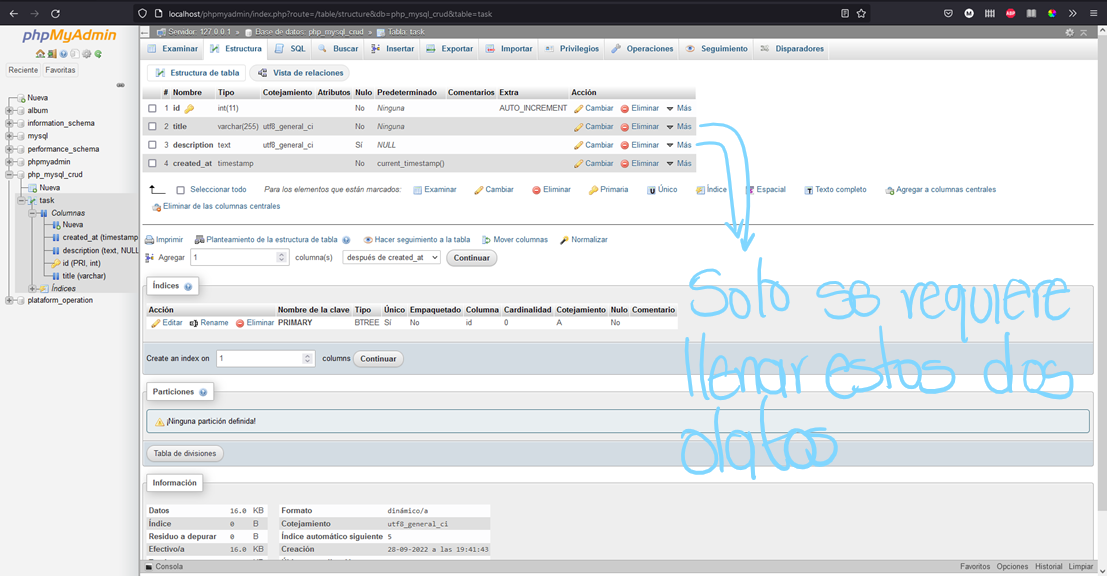 localhost/phpmyadmin/index.php?route=/table/structure&db=php_mysql_crud&table=task
phpMyAdmin
Reciente Favoritas
Nueva
album
information_schema
mysql
performance_schema
phpmyadmin
php_mysql_crud
Nueva
task
Columnas
Nueva
created_at (timestamp
description (text, NULL
id (PRI, int)
title (varchar)
Índices
plataform_operation
Servidor: 127.0.0.1 » Base de datos: php_mysql_crud » Tabla: task
Examinar Estructura SQL Buscar Insertar Exportar Importar Privilegios Operaciones Seguimiento Disparadores
Estructura de tabla Vista de relaciones
# Nombre Tipo Cotejamiento Atributos Nulo Predeterminado Comentarios Extra Acción
1 id int(11) No Ninguna AUTO_INCREMENT Cambiar Eliminar Más
2 title varchar(255) utf8_general_ci No Ninguna Cambiar Eliminar Más
3 description text utf8_general_ci Sí NULL Cambiar Eliminar Más
4 created_at timestamp No current_timestamp() Cambiar Eliminar Más
Seleccionar todo Para los elementos que están marcados: Examinar Cambiar Eliminar Primaria Único Índice Espacial Texto completo Agregar a columnas centrales
Eliminar de las columnas centrales
Imprimir Planteamiento de la estructura de tabla Hacer seguimiento a la tabla Mover columnas Normalizar
Agregar 1 columna(s) después de created_at Continuar
Solo se requiere
llenar estos dos
datos
Índices
Acción Nombre de la clave Tipo Único Empaquetado Columna Cardinalidad Cotejamiento Nulo Comentario
Editar Rename Eliminar PRIMARY BTREE Sí No id 0 A No
Create an index on 1 columns Continuar
Particiones
¡Ninguna partición definida!
Tabla de divisiones
Información
Datos 16.0 KB
Índice 0 B
Residuo a depurar 0 B
Efectivo/a 16.0 KB
Formato dinámico/a
Cotejamiento utf8_general_ci
Índice automático siguiente 5
Creación 28-09-2022 a las 19:41:43
Consola Favoritos Opciones Historial Limpiar